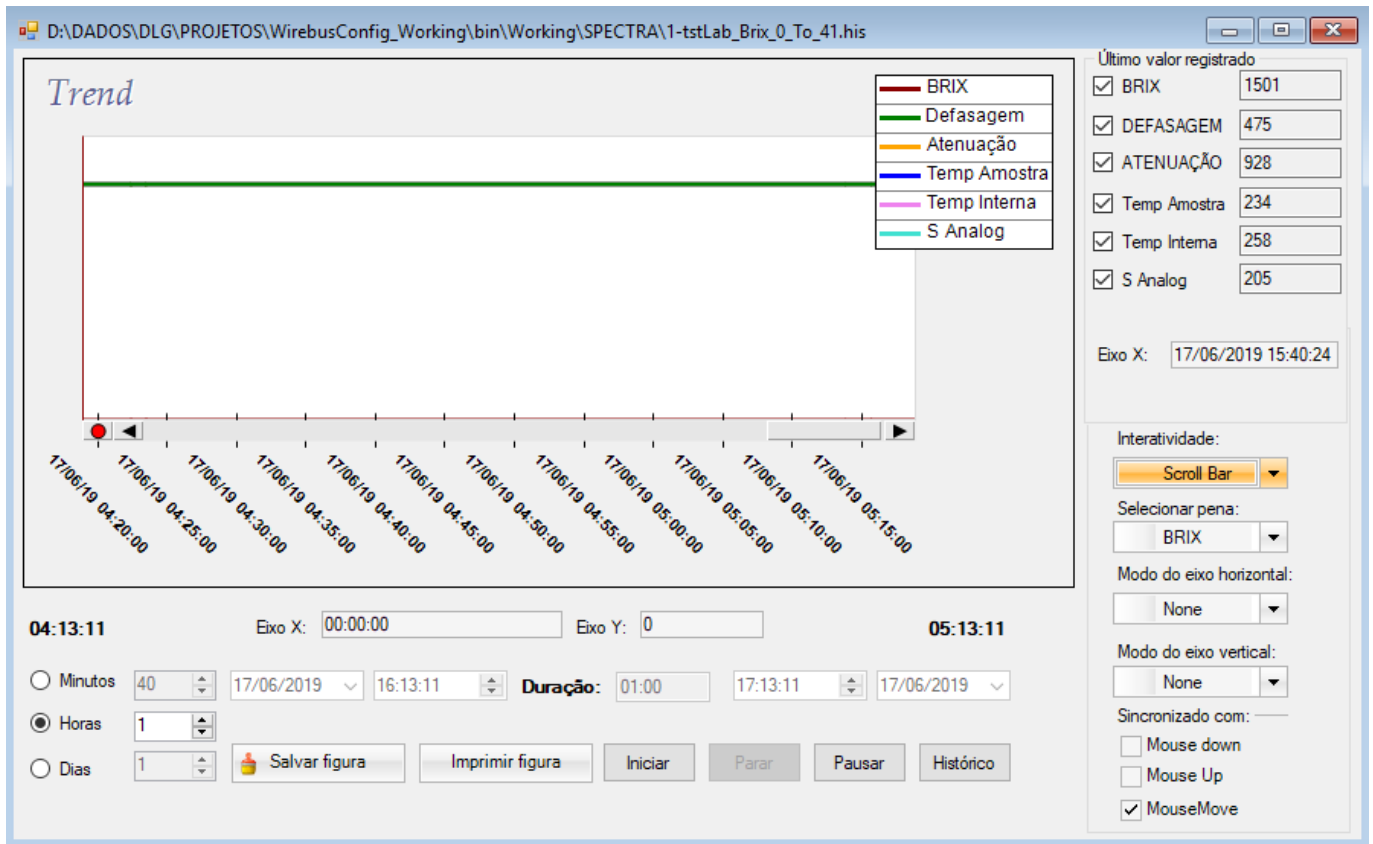 D:\DADOS\DLG\PROJETOS\WirebusConfig_Working\bin\Working\SPECTRA\1-tstLab_Brix_0_To_41.his
Trend
BRIX
Defasagem
Atenuação
Temp Amostra
Temp Interna
S Analog
17/06/19 04:20:00
17/06/19 04:25:00
17/06/19 04:30:00
17/06/19 04:35:00
17/06/19 04:40:00
17/06/19 04:45:00
17/06/19 04:50:00
17/06/19 04:55:00
17/06/19 05:00:00
17/06/19 05:05:00
17/06/19 05:10:00
17/06/19 05:15:00
04:13:11
Eixo X: 00:00:00
Eixo Y: 0
05:13:11
Minutos 40 17/06/2019 16:13:11 Duração: 01:00 17:13:11 17/06/2019
Horas 1
Dias 1
Salvar figura Imprimir figura Iniciar Parar Pausar Histórico
Último valor registrado
BRIX 1501
DEFASAGEM 475
ATENUAÇÃO 928
Temp Amostra 234
Temp Interna 258
S Analog 205
Eixo X: 17/06/2019 15:40:24
Interatividade:
Scroll Bar
Selecionar pena:
BRIX
Modo do eixo horizontal:
None
Modo do eixo vertical:
None
Sincronizado com:
Mouse down
Mouse Up
MouseMove